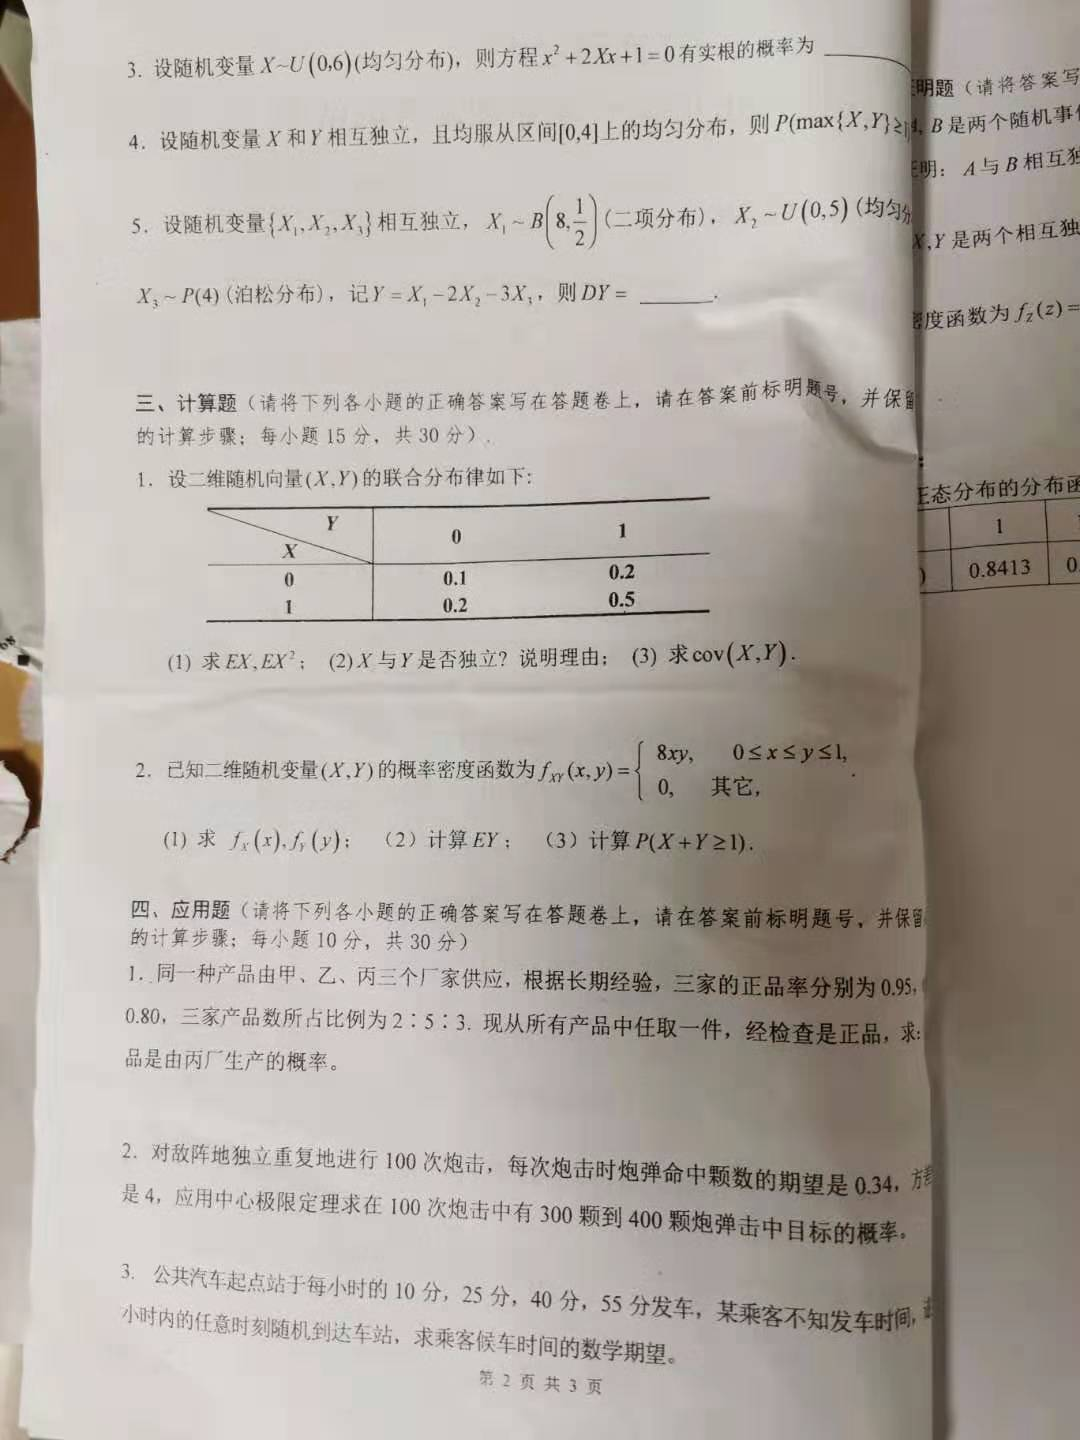 3. 设随机变量 X~U(0,6)(均匀分布), 则方程 x² + 2Xx + 1 = 0 有实根的概率为 ______
4. 设随机变量 X 和 Y 相互独立, 且均服从区间[0,4]上的均匀分布, 则 P(max{X,Y}≥
5. 设随机变量{X₁,X₂,X₃}相互独立, X₁ ~ B(8, 1/2)(二项分布), X₂ ~ U(0,5)(均匀分
X₃ ~ P(4)(泊松分布), 记 Y = X₁ − 2X₂ − 3X₃, 则 DY = ______.
三、计算题（请将下列各小题的正确答案写在答题卷上, 请在答案前标明题号, 并保留
的计算步骤; 每小题 15 分, 共 30 分）.
1. 设二维随机向量(X,Y)的联合分布律如下:
Y 0 1
X
0 0.1 0.2
1 0.2 0.5
(1) 求 EX, EX²; (2) X 与 Y 是否独立? 说明理由; (3) 求 cov(X,Y).
2. 已知二维随机变量(X,Y)的概率密度函数为 f_XY(x,y) = { 8xy, 0≤x≤y≤1,
0, 其它,
(1) 求 f_X(x), f_Y(y); （2）计算 EY; （3）计算 P(X+Y≥1).
四、应用题（请将下列各小题的正确答案写在答题卷上, 请在答案前标明题号, 并保留
的计算步骤; 每小题 10 分, 共 30 分）
1. 同一种产品由甲、乙、丙三个厂家供应, 根据长期经验, 三家的正品率分别为 0.95,
0.80, 三家产品数所占比例为 2∶5∶3. 现从所有产品中任取一件, 经检查是正品, 求:
品是由丙厂生产的概率。
2. 对敌阵地独立重复地进行 100 次炮击, 每次炮击时炮弹命中颗数的期望是 0.34, 方
是 4, 应用中心极限定理求在 100 次炮击中有 300 颗到 400 颗炮弹击中目标的概率。
3. 公共汽车起点站于每小时的 10 分, 25 分, 40 分, 55 分发车, 某乘客不知发车时间,
小时内的任意时刻随机到达车站, 求乘客候车时间的数学期望。
第 2 页 共 3 页
明题（请将答案写
B 是两个随机事
明: A 与 B 相互独
X,Y 是两个相互独
度函数为 f_Z(z) =
正态分布的分布函
1
0.8413 0.